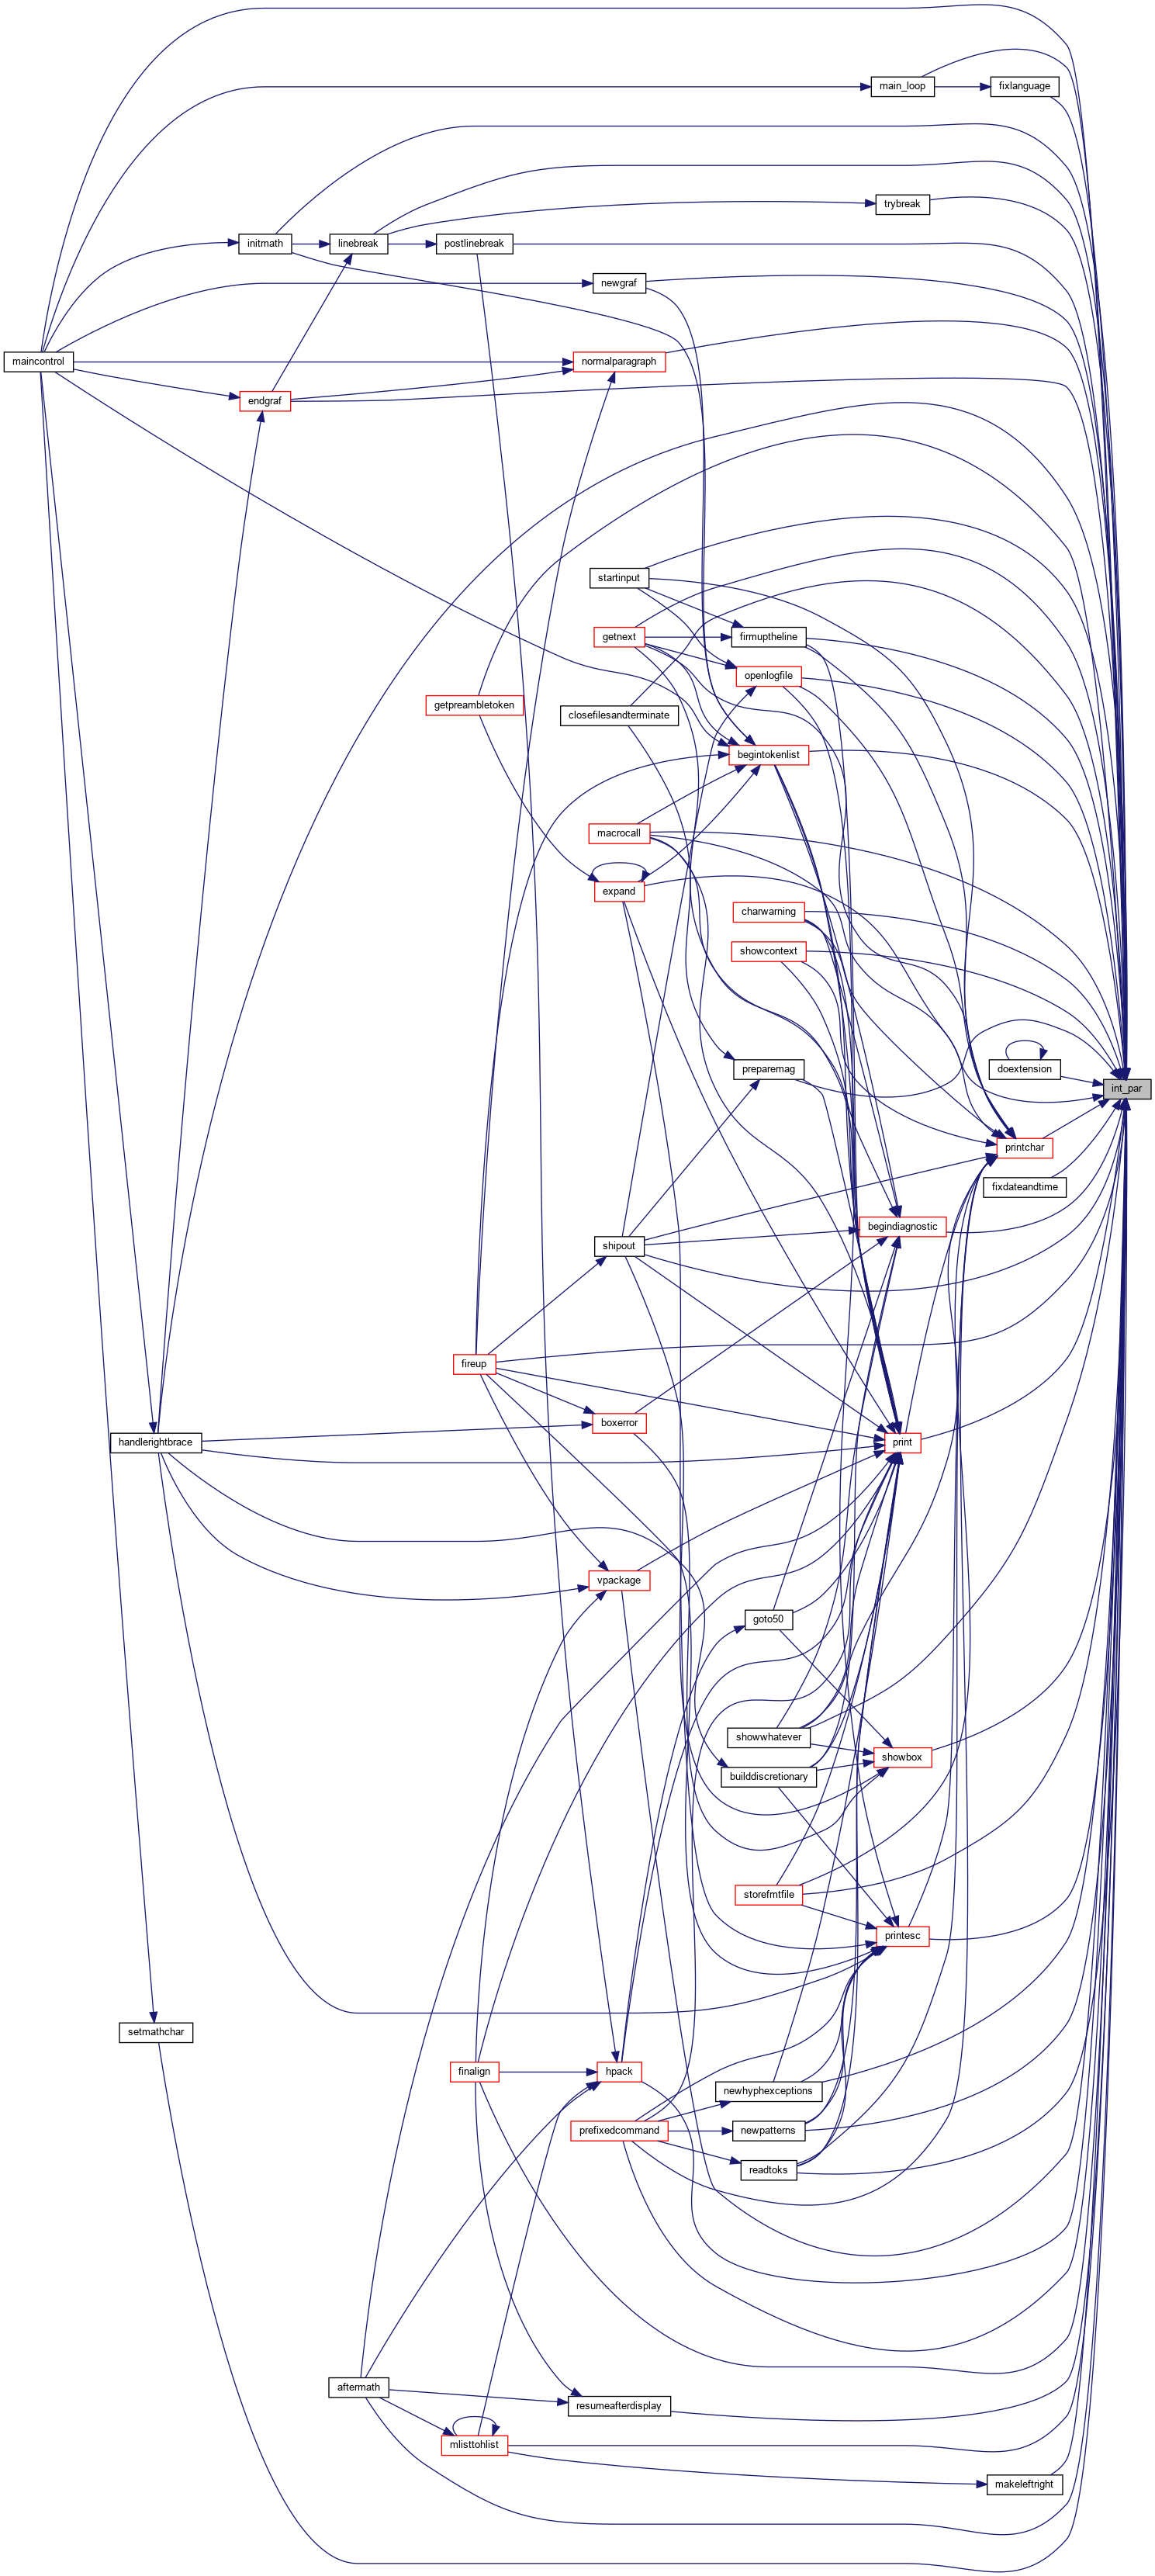 main_loop
fixlanguage
trybreak
initmath
linebreak
postlinebreak
newgraf
maincontrol
normalparagraph
endgraf
startinput
getnext
firmuptheline
openlogfile
getpreambletoken
closefilesandterminate
begintokenlist
macrocall
expand
charwarning
showcontext
preparemag
doextension
int_par
printchar
fixdateandtime
begindiagnostic
shipout
fireup
boxerror
handlerightbrace
print
vpackage
goto50
showwhatever
showbox
builddiscretionary
storefmtfile
printesc
setmathchar
finalign
hpack
newhyphexceptions
prefixedcommand
newpatterns
readtoks
aftermath
resumeafterdisplay
mlisttohlist
makeleftright